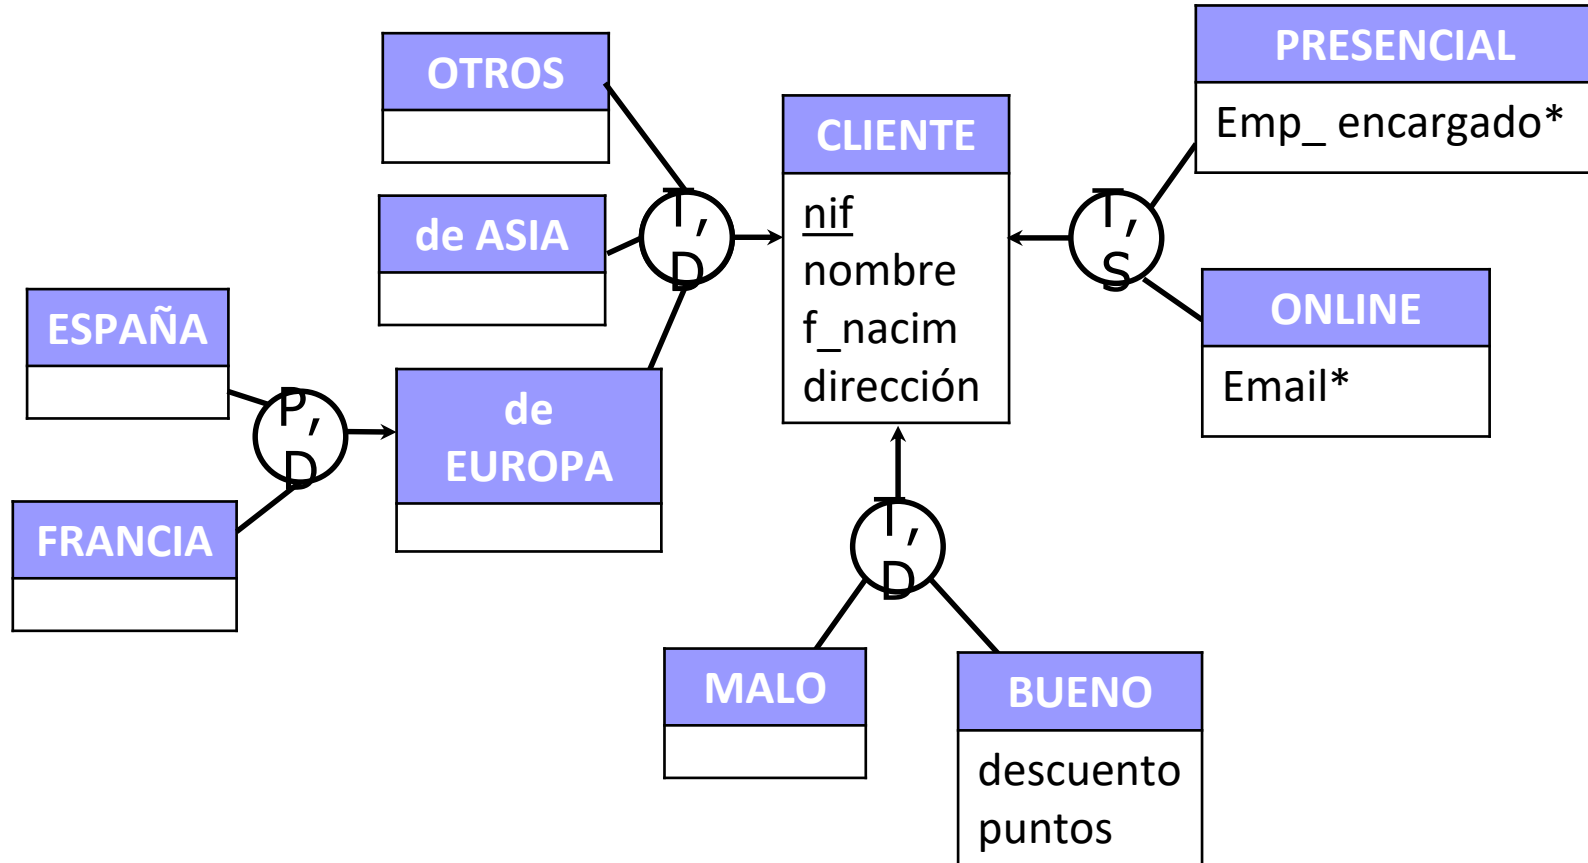 OTROS
de ASIA
ESPAÑA
FRANCIA
P,
D
de
EUROPA
T,
D
CLIENTE
nif
nombre
f_nacim
dirección
T,
S
PRESENCIAL
Emp_ encargado*
ONLINE
Email*
T,
D
MALO
BUENO
descuento
puntos